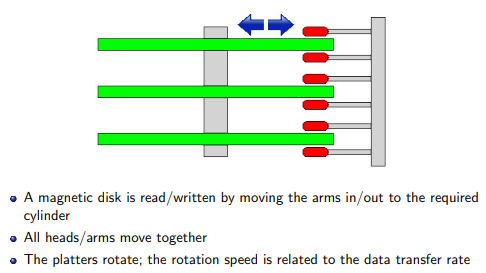 A magnetic disk is read/written by moving the arms in/out to the required
cylinder
All heads/arms move together
The platters rotate; the rotation speed is related to the data transfer rate